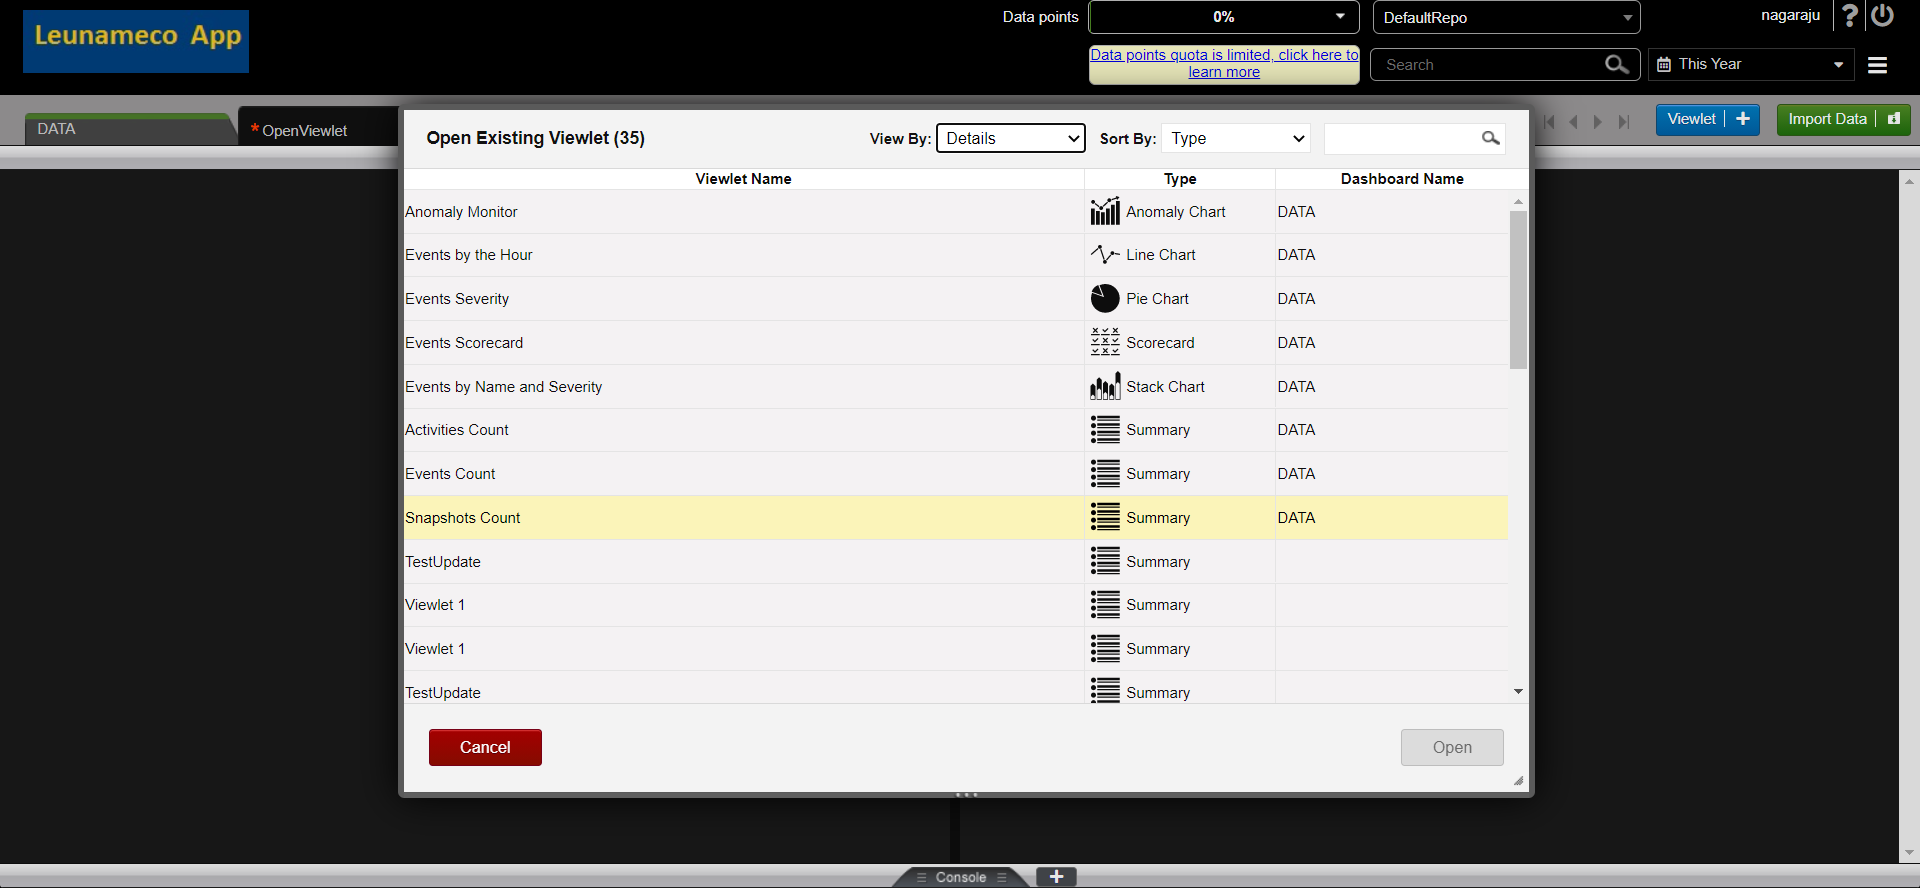 Leunameco App
Data points
0%
DefaultRepo
nagaraju
?
Data points quota is limited, click here to
learn more
Search
This Year
DATA
* OpenViewlet
Viewlet
Import Data
Open Existing Viewlet (35)
View By:
Details
Sort By:
Type
Viewlet Name Type Dashboard Name
Anomaly Monitor Anomaly Chart DATA
Events by the Hour Line Chart DATA
Events Severity Pie Chart DATA
Events Scorecard Scorecard DATA
Events by Name and Severity Stack Chart DATA
Activities Count Summary DATA
Events Count Summary DATA
Snapshots Count Summary DATA
TestUpdate Summary
Viewlet 1 Summary
Viewlet 1 Summary
TestUpdate Summary
Cancel
Open
Console